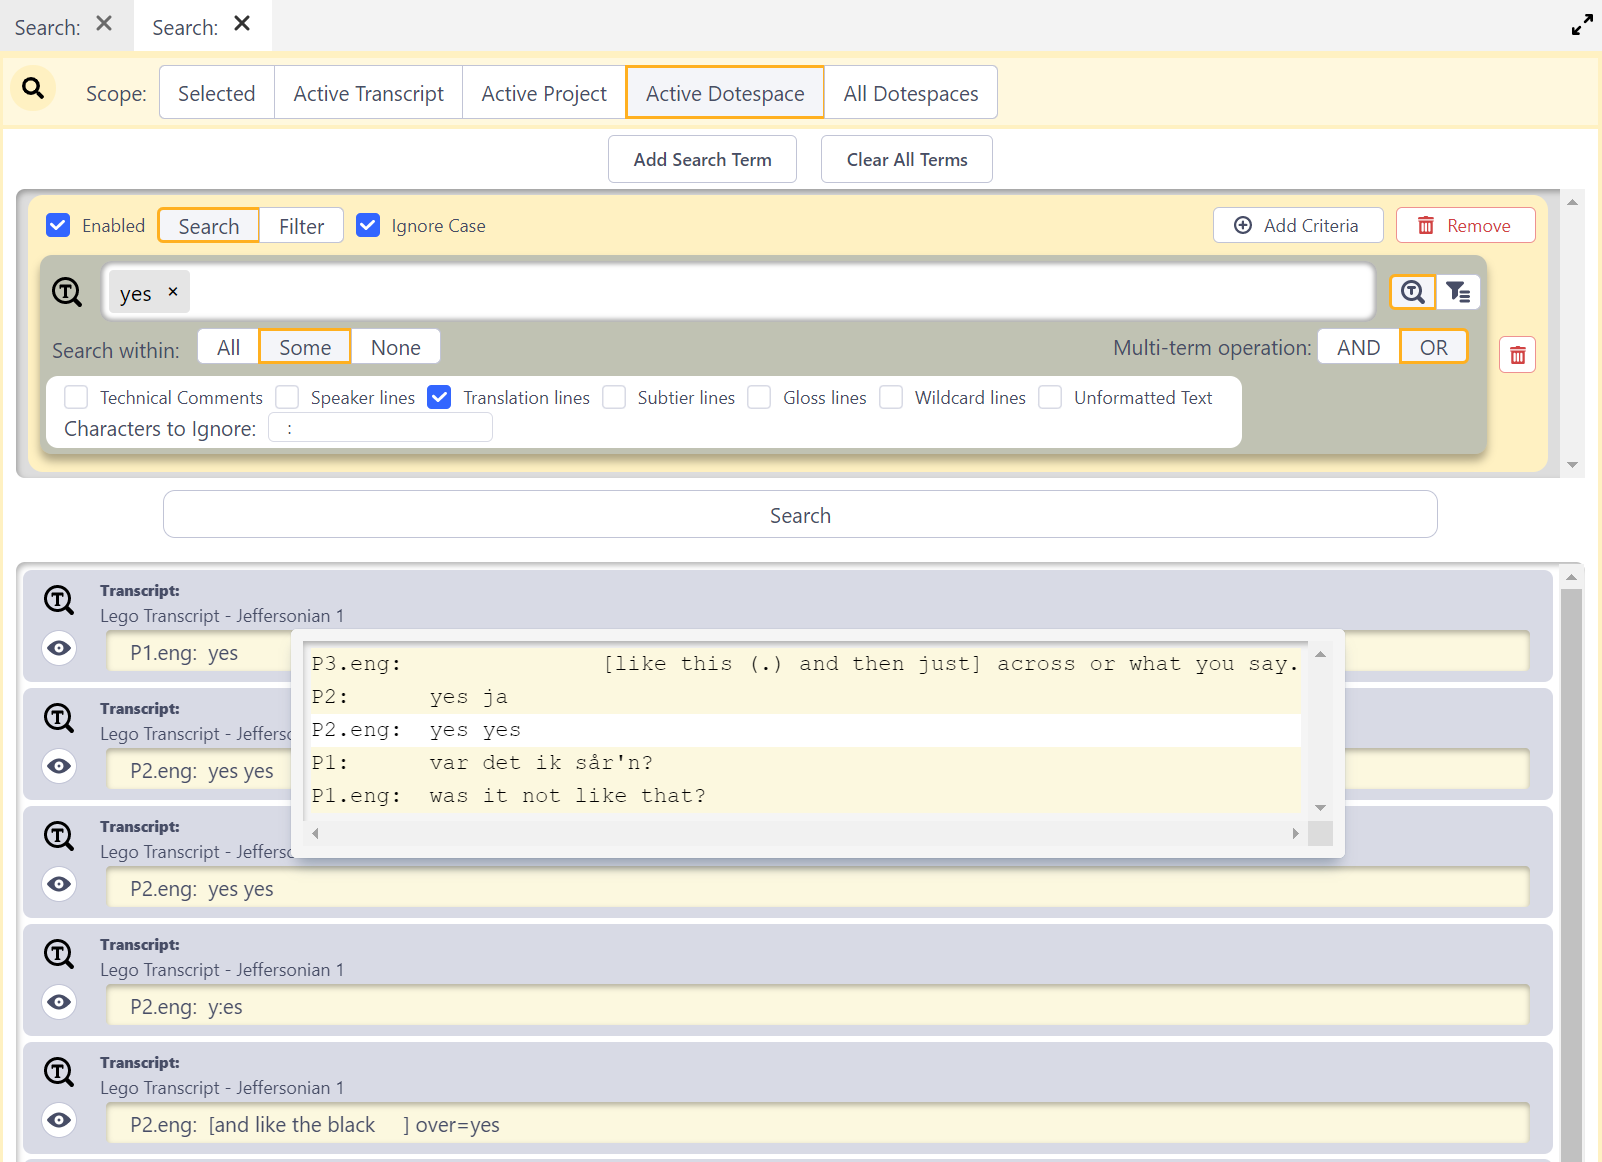 Search: ✕ Search: ✕
Scope: Selected Active Transcript Active Project Active Dotespace All Dotespaces
Add Search Term Clear All Terms
Enabled Search Filter Ignore Case Add Criteria Remove
yes ×
Search within: All Some None Multi-term operation: AND OR
Technical Comments Speaker lines Translation lines Subtier lines Gloss lines Wildcard lines Unformatted Text
Characters to Ignore: :
Search
Transcript:
Lego Transcript - Jeffersonian 1
P1.eng: yes
P3.eng: [like this (.) and then just] across or what you say.
P2: yes ja
P2.eng: yes yes
P1: var det ik sår'n?
P1.eng: was it not like that?
Transcript:
Lego Transcript - Jefferso
P2.eng: yes yes
Transcript:
Lego Transcript - Jefferso
P2.eng: yes yes
Transcript:
Lego Transcript - Jeffersonian 1
P2.eng: y:es
Transcript:
Lego Transcript - Jeffersonian 1
P2.eng: [and like the black ] over=yes